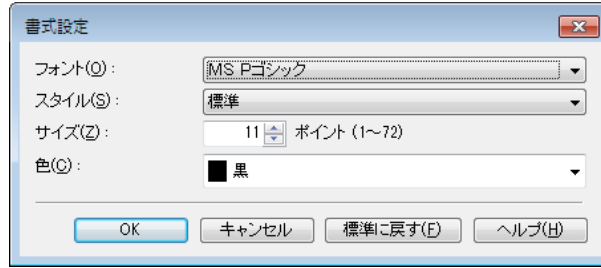 書式設定
フォント(O): MS Pゴシック
スタイル(S): 標準
サイズ(Z): 11 ポイント (1～72)
色(C): 黒
OK キャンセル 標準に戻す(F) ヘルプ(H)